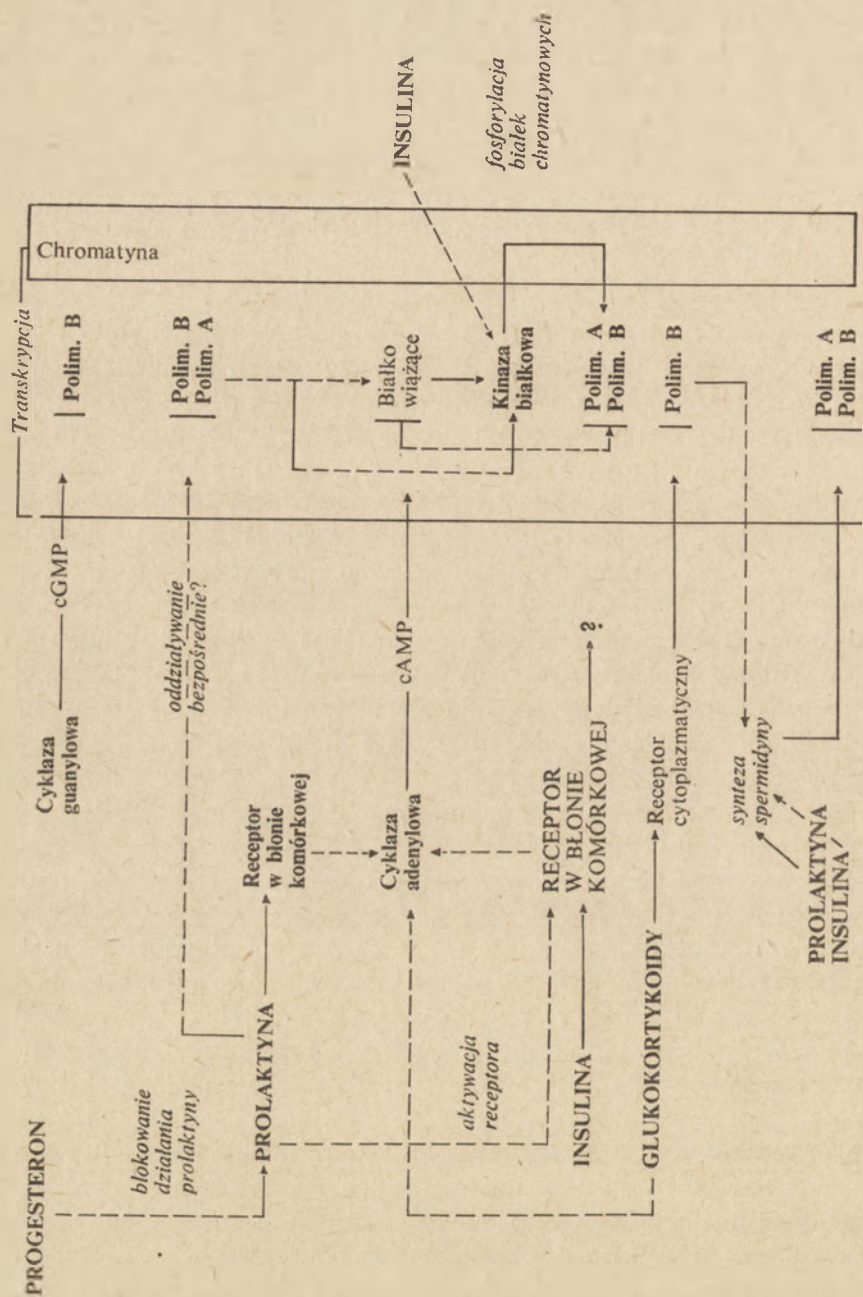 PROGESTERON
blokowanie
działania
prolaktyny
PROLAKTYNA
aktywacja
receptora
INSULINA
GLUKOKORTYKOIDY
PROLAKTYNA
INSULINA
Cyklaza
guanylowa
cGMP
oddziaływanie
bezpośrednie?
Receptor
w błonie
komórkowej
Cyklaza
adenylowa
cAMP
RECEPTOR
W BŁONIE
KOMÓRKOWEJ
?
Receptor
cytoplazmatyczny
synteza
spermidyny
Transkrypcja
Polim. B
Polim. B
Polim. A
Białko
wiążące
Kinaza
białkowa
Polim. A
Polim. B
Polim. B
Polim. A
Polim. B
Chromatyna
INSULINA
fosforylacja
białek
chromatynowych